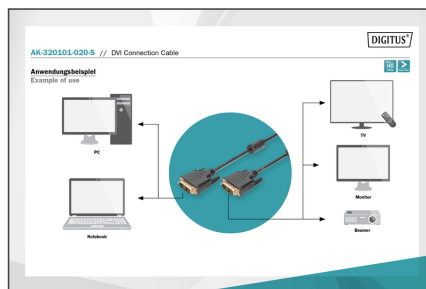 DIGITUS®
AK-320101-020-S // DVI Connection Cable
Anwendungsbeispiel
Example of use
PC
Notebook
TV
Monitor
Beamer